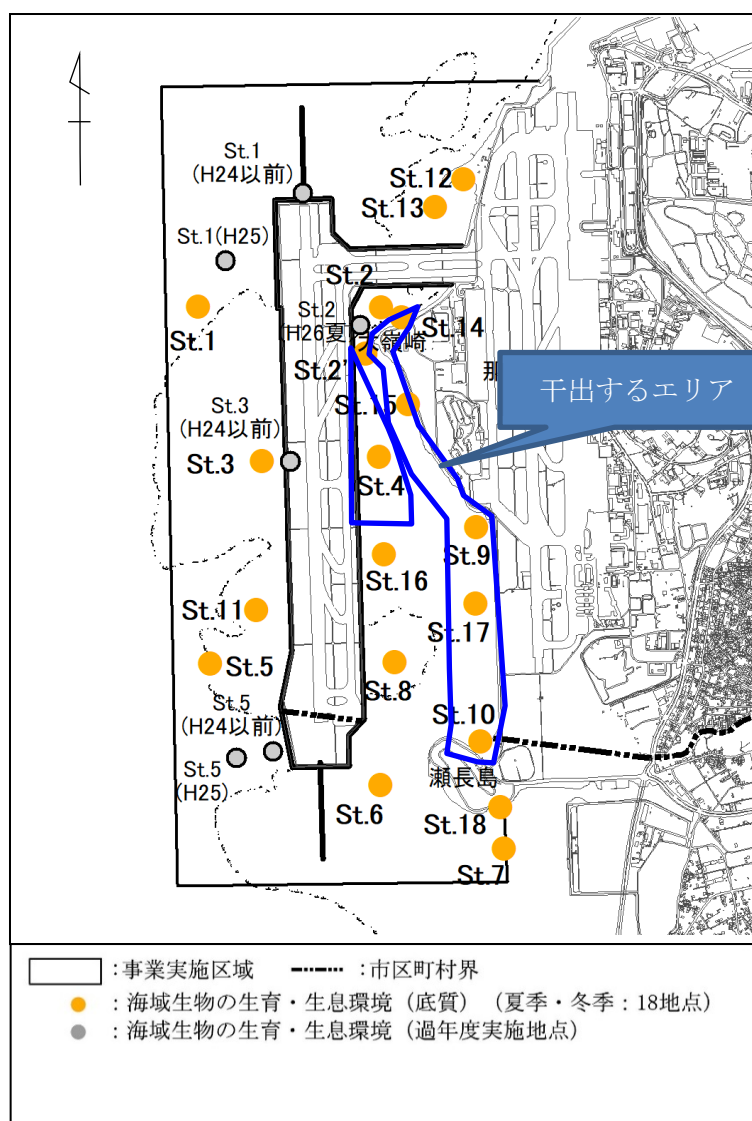 St.1
(H24以前)
St.12
St.13
St.1(H25)
St.2
St.2
(H26夏
St.14
St.1
大嶺崎
St.2'
那
干出するエリア
St.15
St.3
(H24以前)
St.3
St.4
St.9
St.16
St.11
St.17
St.5
St.8
St.5
(H24以前)
St.10
St.5
(H25)
瀬長島
St.6
St.18
St.7
:事業実施区域
:市区町村界
:海域生物の生育・生息環境（底質）（夏季・冬季：18地点）
:海域生物の生育・生息環境（過年度実施地点）